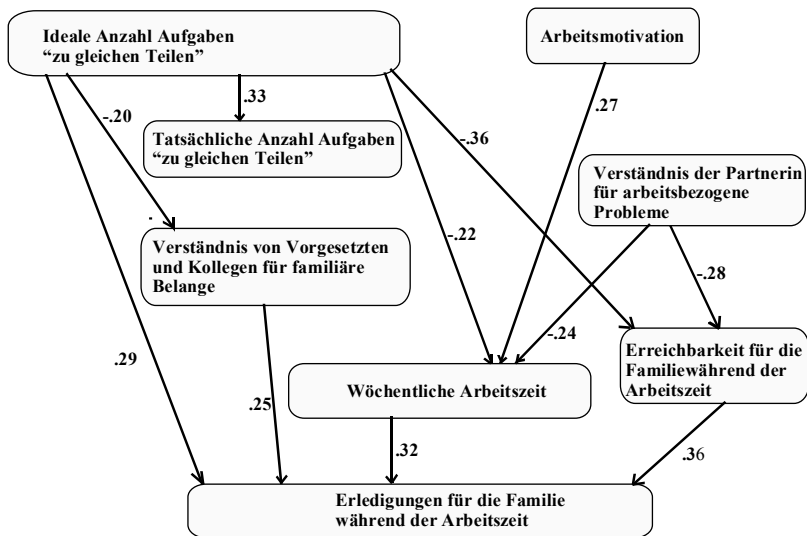 Ideale Anzahl Aufgaben
“zu gleichen Teilen”
Arbeitsmotivation
-.20
.33
.27
Tatsächliche Anzahl Aufgaben
“zu gleichen Teilen”
-.36
Verständnis der Partnerin
für arbeitsbezogene
Probleme
Verständnis von Vorgesetzten
und Kollegen für familiäre
Belange
-.22
-.28
-.24
.29
Wöchentliche Arbeitszeit
Erreichbarkeit für die
Familiewährend der
Arbeitszeit
.25
.32
.36
Erledigungen für die Familie
während der Arbeitszeit